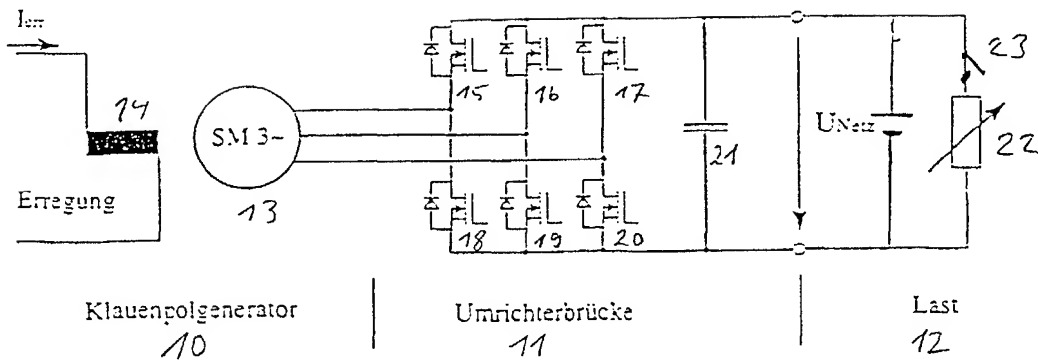 Ierr
14
SM 3~
Erregung
13
15
16
17
18
19
20
21
UNetz
23
22
Klauenpolgenerator
10
Umrichterbrücke
11
Last
12